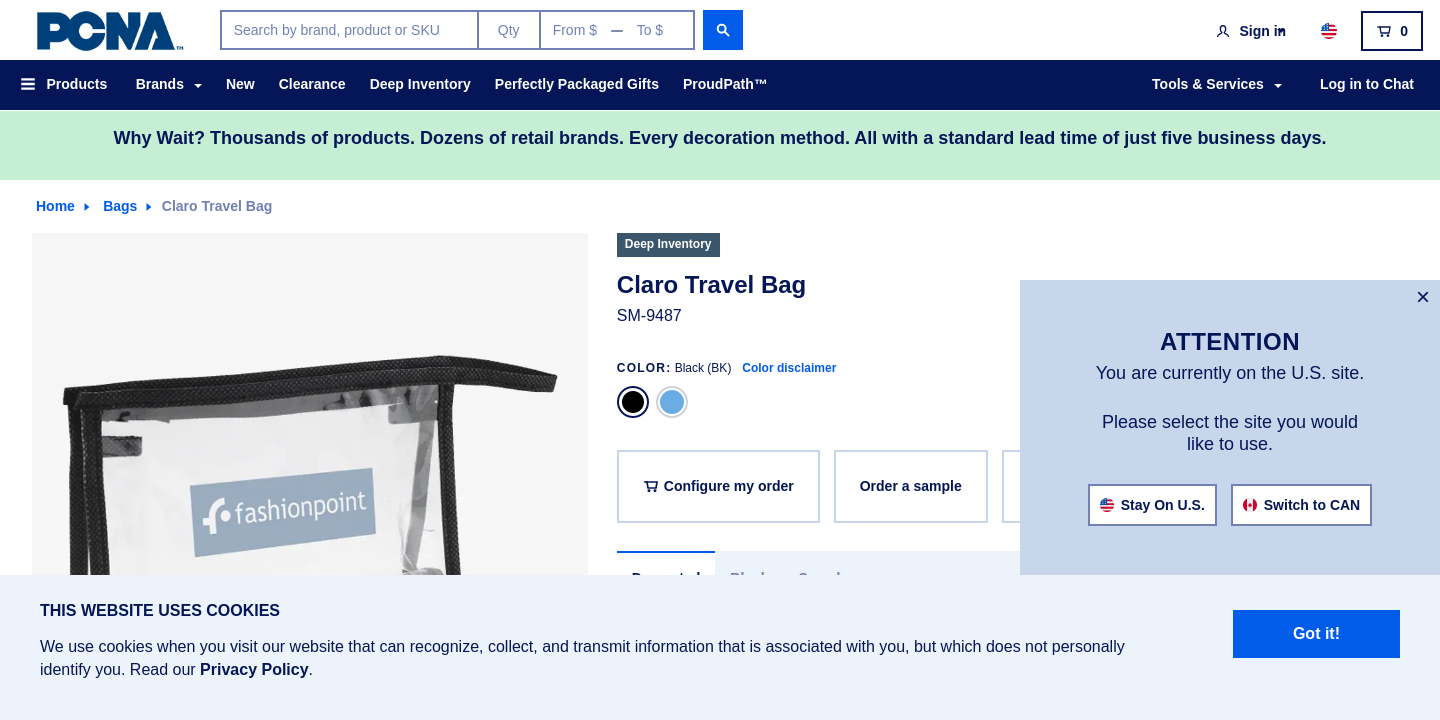 PCNA™
Search by brand, product or SKU
Qty
From $ — To $
Sign in
0
Products
Brands
New
Clearance
Deep Inventory
Perfectly Packaged Gifts
ProudPath™
Tools & Services
Log in to Chat
Why Wait? Thousands of products. Dozens of retail brands. Every decoration method. All with a standard lead time of just five business days.
Home
Bags
Claro Travel Bag
Deep Inventory
Claro Travel Bag
SM-9487
COLOR: Black (BK) Color disclaimer
Configure my order
Order a sample
fashionpoint
ATTENTION
You are currently on the U.S. site.
Please select the site you would
like to use.
Stay On U.S.
Switch to CAN
THIS WEBSITE USES COOKIES
We use cookies when you visit our website that can recognize, collect, and transmit information that is associated with you, but which does not personally
identify you. Read our Privacy Policy.
Got it!